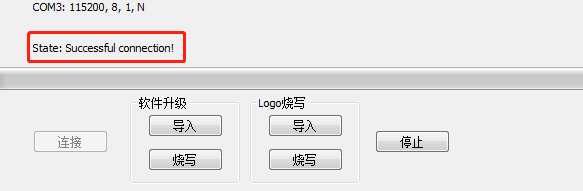 COM3: 115200, 8, 1, N
State: Successful connection!
软件升级
Logo烧写
导入
导入
连接
停止
烧写
烧写